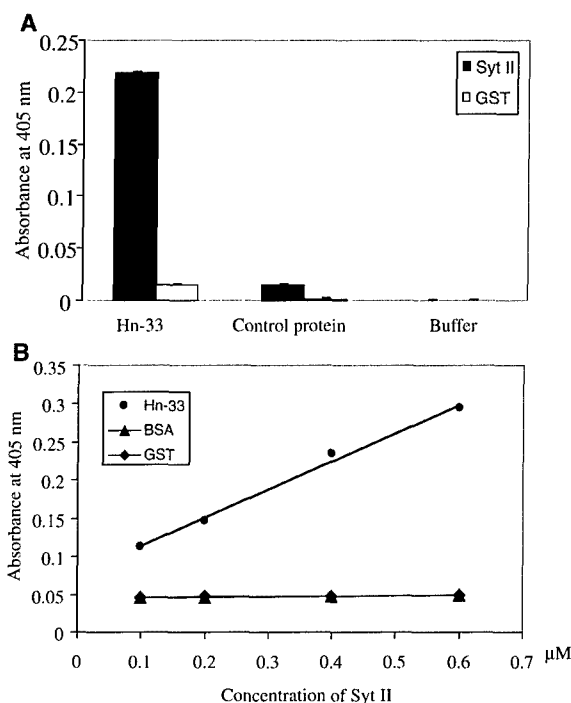 A
Absorbance at 405 nm
0.25
0.2
0.15
0.1
0.05
0
Syt II
GST
Hn-33
Control protein
Buffer
B
Absorbance at 405 nm
0.35
0.3
0.25
0.2
0.15
0.1
0.05
0
Hn-33
BSA
GST
0 0.1 0.2 0.3 0.4 0.5 0.6 0.7 µM
Concentration of Syt II